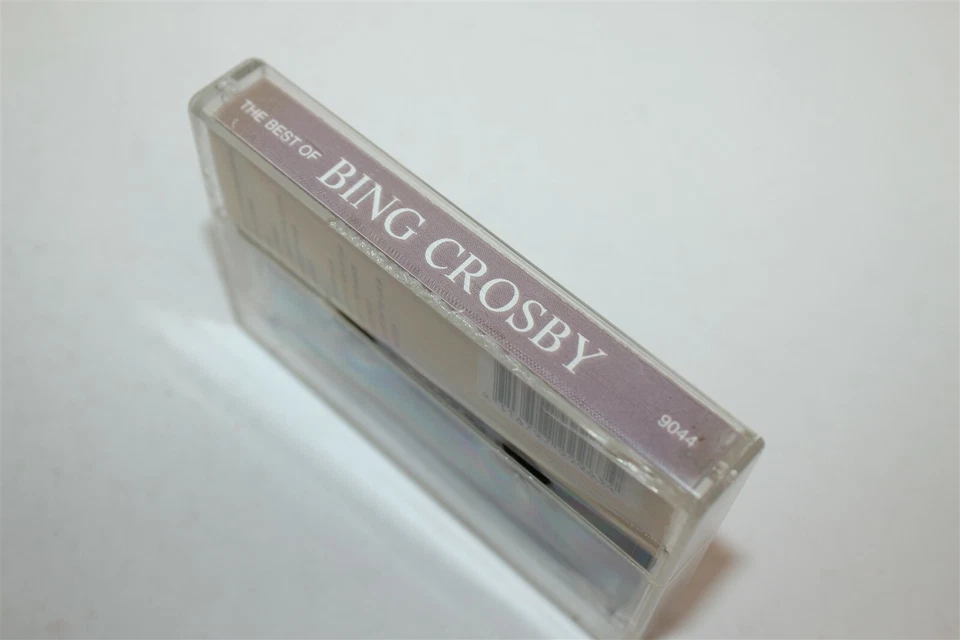 THE BEST OF BING CROSBY 9044